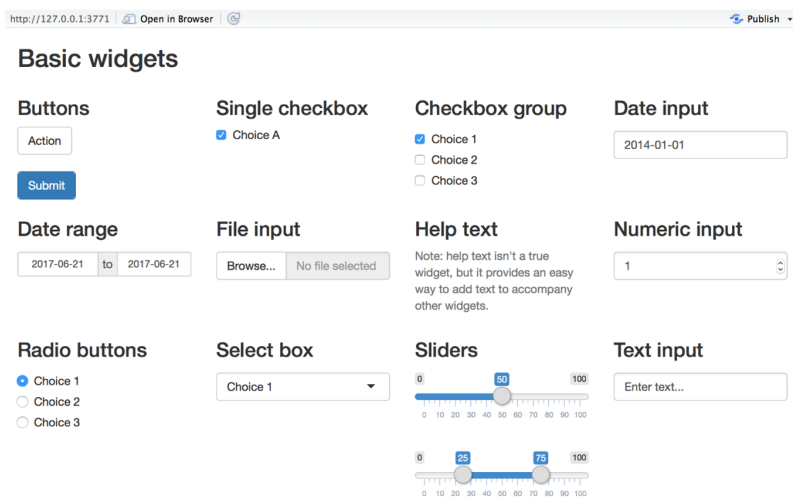 http://127.0.0.1:3771 Open in Browser Publish
Basic widgets
Buttons
Action
Submit
Single checkbox
Choice A
Checkbox group
Choice 1
Choice 2
Choice 3
Date input
2014-01-01
Date range
2017-06-21 to 2017-06-21
File input
Browse... No file selected
Help text
Note: help text isn't a true
widget, but it provides an easy
way to add text to accompany
other widgets.
Numeric input
1
Radio buttons
Choice 1
Choice 2
Choice 3
Select box
Choice 1
Sliders
0 50 100
0 10 20 30 40 50 60 70 80 90 100
0 25 75 100
0 10 20 30 40 50 60 70 80 90 100
Text input
Enter text...